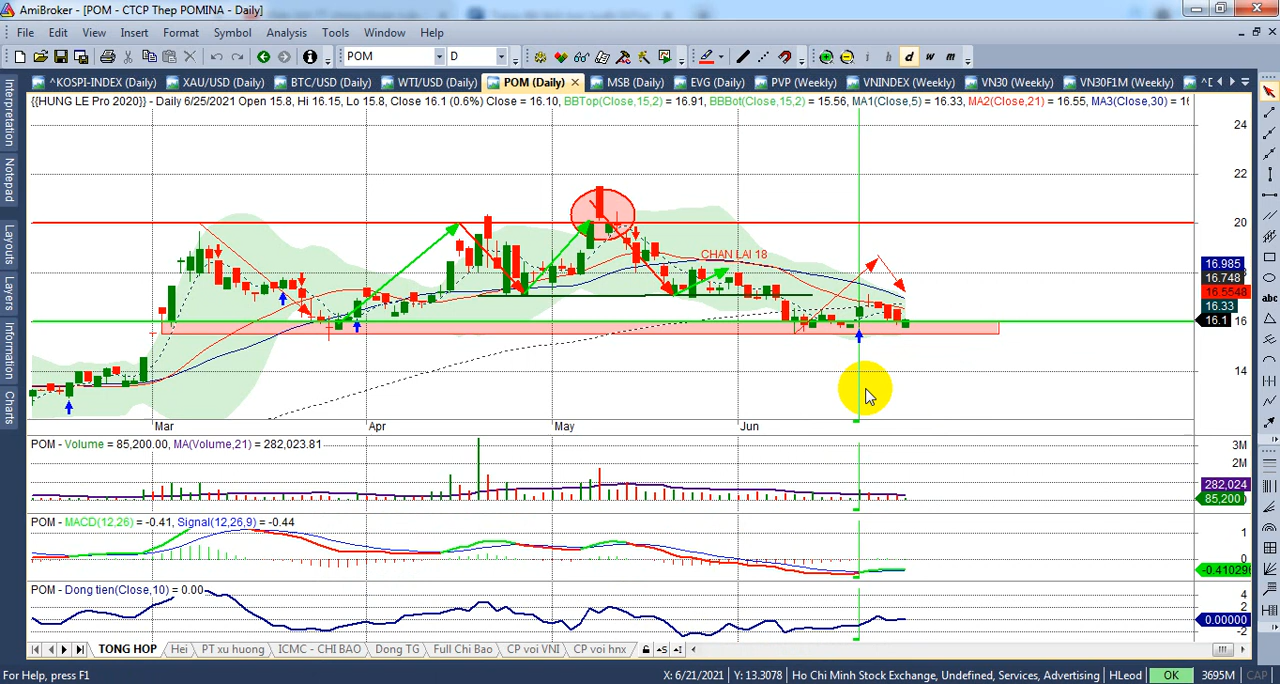 AmiBroker - [POM - CTCP Thep POMINA - Daily]
File Edit View Insert Format Symbol Analysis Tools Window Help
POM D i d w m
^KOSPI-INDEX (Daily) XAU/USD (Daily) BTC/USD (Daily) WTI/USD (Daily) POM (Daily) MSB (Daily) EVG (Daily) PVP (Weekly) VNINDEX (Weekly) VN30 (Weekly) VN30F1M (Weekly)
{{HUNG LE Pro 2020}} - Daily 6/25/2021 Open 15.8, Hi 16.15, Lo 15.8, Close 16.1 (0.6%) Close = 16.10, BBTop(Close,15,2) = 16.91, BBBot(Close,15,2) = 15.56, MA1(Close,5) = 16.33, MA2(Close,21) = 16.55, MA3(Close,30) =
Interpretation
Notepad
Layouts
Layers
Information
Charts
24
22
20
CHAN LAI 18
16.985
16.748
16.5548
16.33
16.1 16
14
abc
Mar Apr May Jun
POM - Volume = 85,200.00, MA(Volume,21) = 282,023.81
3M
2M
282,024
85,200
POM - MACD(12,26) = -0.41, Signal(12,26,9) = -0.44
1
0
-0.41029
POM - Dong tien(Close,10) = 0.00
4
2
0.00000
-2
TONG HOP Hei PT xu huong ICMC - CHI BAO Dong TG Full Chi Bao CP voi VNI CP voi hnx
For Help, press F1 X: 6/21/2021 Y: 13.3078 Ho Chi Minh Stock Exchange, Undefined, Services, Advertising HLeod OK 3695M CAP